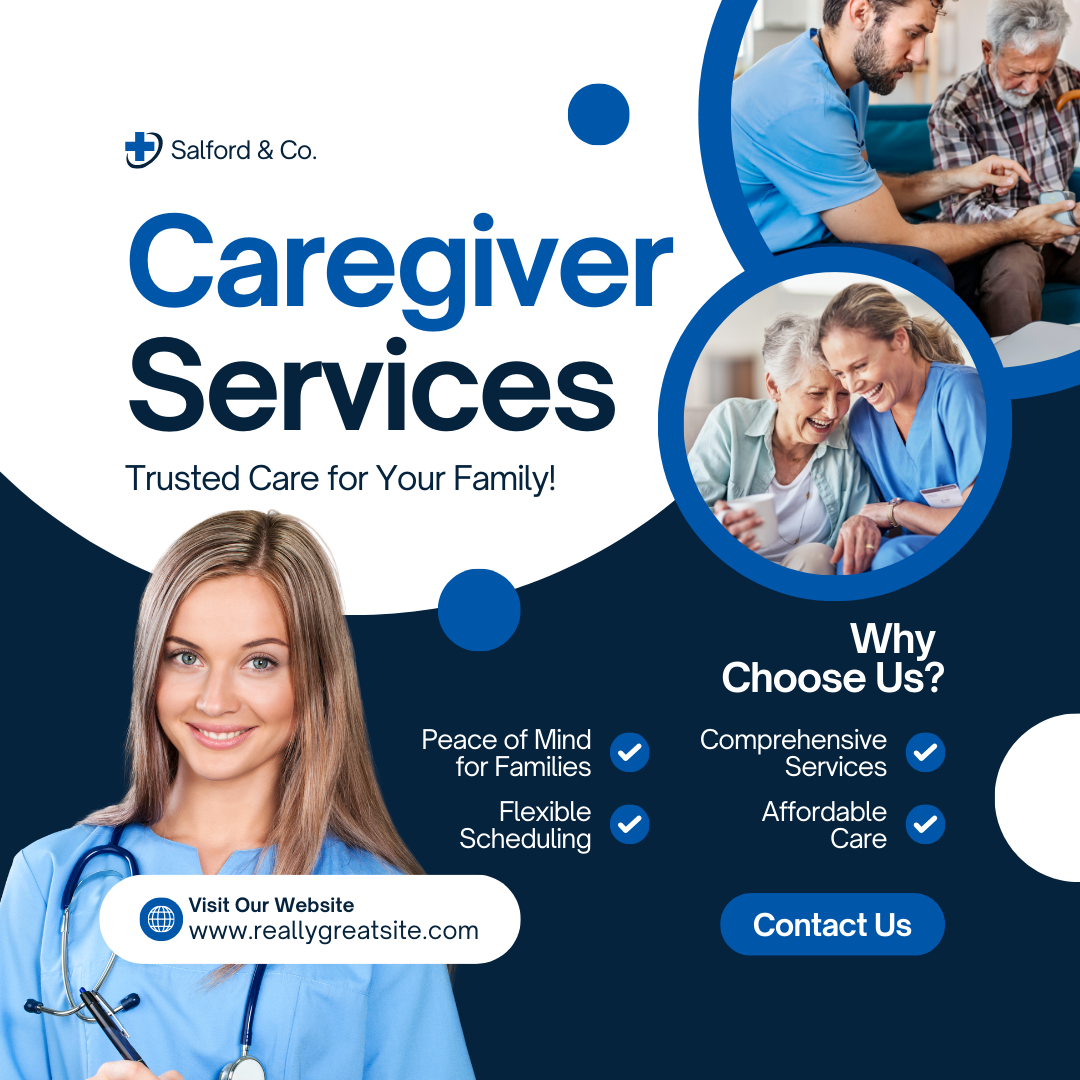 Salford & Co.
Caregiver
Services
Trusted Care for Your Family!
Why
Choose Us?
Peace of Mind
for Families
Comprehensive
Services
Flexible
Scheduling
Affordable
Care
Visit Our Website
www.reallygreatsite.com
Contact Us